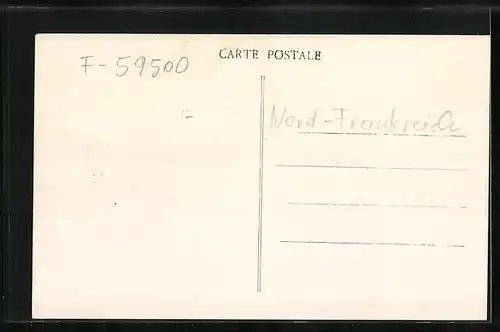 CARTE POSTALE
F-59500
F
Nord-Frankreich